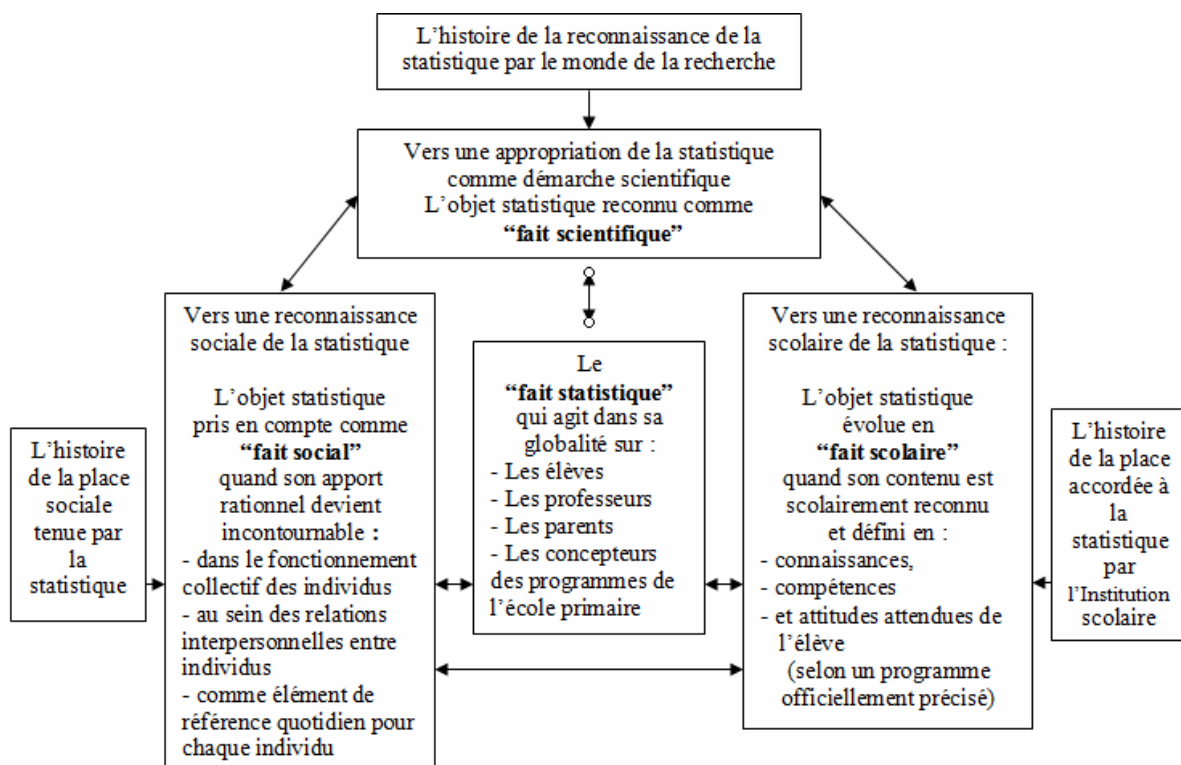 L'histoire de la reconnaissance de la
statistique par le monde de la recherche
Vers une appropriation de la statistique
comme démarche scientifique
L'objet statistique reconnu comme
“fait scientifique”
L'histoire
de la place
sociale
tenue par
la
statistique
Vers une reconnaissance
sociale de la statistique
L'objet statistique
pris en compte comme
“fait social”
quand son apport
rationnel devient
incontournable :
- dans le fonctionnement
collectif des individus
- au sein des relations
interpersonnelles entre
individus
- comme élément de
référence quotidien pour
chaque individu
Le
“fait statistique”
qui agit dans sa
globalité sur :
- Les élèves
- Les professeurs
- Les parents
- Les concepteurs
des programmes de
l'école primaire
Vers une reconnaissance
scolaire de la statistique :
L'objet statistique
évolue en
“fait scolaire”
quand son contenu est
scolairement reconnu
et défini en :
- connaissances,
- compétences
- et attitudes attendues de
l'élève
(selon un programme
officiellement précisé)
L'histoire
de la place
accordée à
la
statistique
par
l'Institution
scolaire